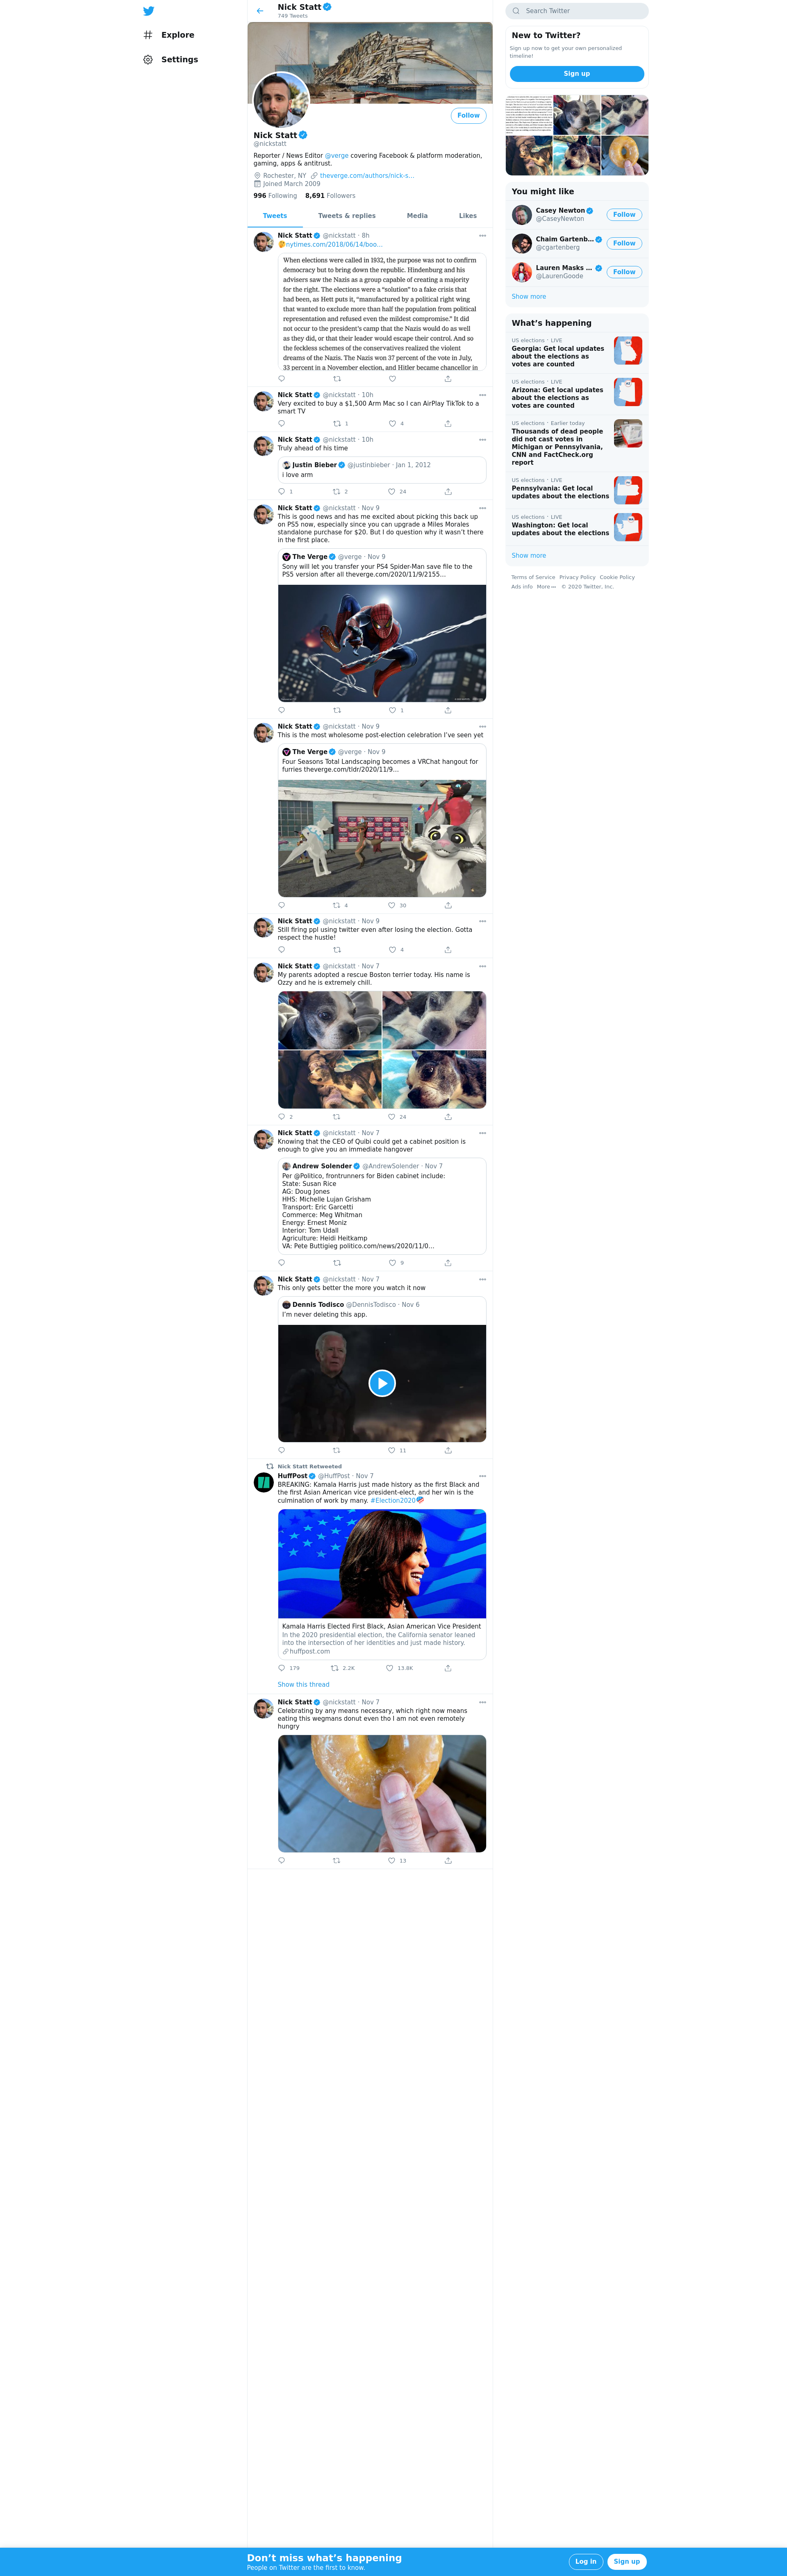 Explore
Settings
Nick Statt
749 Tweets
Follow
Nick Statt
@nickstatt
Reporter / News Editor @verge covering Facebook & platform moderation,
gaming, apps & antitrust.
Rochester, NY theverge.com/authors/nick-s…
Joined March 2009
996 Following 8,691 Followers
Tweets Tweets & replies Media Likes
Nick Statt @nickstatt · 8h
nytimes.com/2018/06/14/boo…
When elections were called in 1932, the purpose was not to confirm
democracy but to bring down the republic. Hindenburg and his
advisers saw the Nazis as a group capable of creating a majority
for the right. The elections were a “solution” to a fake crisis that
had been, as Hett puts it, “manufactured by a political right wing
that wanted to exclude more than half the population from political
representation and refused even the mildest compromise.” It did
not occur to the president’s camp that the Nazis would do as well
as they did, or that their leader would escape their control. And so
the feckless schemes of the conservatives realized the violent
dreams of the Nazis. The Nazis won 37 percent of the vote in July,
33 percent in a November election, and Hitler became chancellor in
Nick Statt @nickstatt · 10h
Very excited to buy a $1,500 Arm Mac so I can AirPlay TikTok to a
smart TV
1 4
Nick Statt @nickstatt · 10h
Truly ahead of his time
Justin Bieber @justinbieber · Jan 1, 2012
i love arm
1 2 24
Nick Statt @nickstatt · Nov 9
This is good news and has me excited about picking this back up
on PS5 now, especially since you can upgrade a Miles Morales
standalone purchase for $20. But I do question why it wasn’t there
in the first place.
The Verge @verge · Nov 9
Sony will let you transfer your PS4 Spider-Man save file to the
PS5 version after all theverge.com/2020/11/9/2155…
1
Nick Statt @nickstatt · Nov 9
This is the most wholesome post-election celebration I’ve seen yet
The Verge @verge · Nov 9
Four Seasons Total Landscaping becomes a VRChat hangout for
furries theverge.com/tldr/2020/11/9…
4 30
Nick Statt @nickstatt · Nov 9
Still firing ppl using twitter even after losing the election. Gotta
respect the hustle!
4
Nick Statt @nickstatt · Nov 7
My parents adopted a rescue Boston terrier today. His name is
Ozzy and he is extremely chill.
2 24
Nick Statt @nickstatt · Nov 7
Knowing that the CEO of Quibi could get a cabinet position is
enough to give you an immediate hangover
Andrew Solender @AndrewSolender · Nov 7
Per @Politico, frontrunners for Biden cabinet include:
State: Susan Rice
AG: Doug Jones
HHS: Michelle Lujan Grisham
Transport: Eric Garcetti
Commerce: Meg Whitman
Energy: Ernest Moniz
Interior: Tom Udall
Agriculture: Heidi Heitkamp
VA: Pete Buttigieg politico.com/news/2020/11/0…
9
Nick Statt @nickstatt · Nov 7
This only gets better the more you watch it now
Dennis Todisco @DennisTodisco · Nov 6
I’m never deleting this app.
11
Nick Statt Retweeted
HuffPost @HuffPost · Nov 7
BREAKING: Kamala Harris just made history as the first Black and
the first Asian American vice president-elect, and her win is the
culmination of work by many. #Election2020
Kamala Harris Elected First Black, Asian American Vice President
In the 2020 presidential election, the California senator leaned
into the intersection of her identities and just made history.
huffpost.com
179 2.2K 13.8K
Show this thread
Nick Statt @nickstatt · Nov 7
Celebrating by any means necessary, which right now means
eating this wegmans donut even tho I am not even remotely
hungry
13
Search Twitter
New to Twitter?
Sign up now to get your own personalized
timeline!
Sign up
You might like
Casey Newton
@CaseyNewton
Follow
Chaim Gartenb…
@cgartenberg
Follow
Lauren Masks …
@LaurenGoode
Follow
Show more
What’s happening
US elections · LIVE
Georgia: Get local updates
about the elections as
votes are counted
US elections · LIVE
Arizona: Get local updates
about the elections as
votes are counted
US elections · Earlier today
Thousands of dead people
did not cast votes in
Michigan or Pennsylvania,
CNN and FactCheck.org
report
US elections · LIVE
Pennsylvania: Get local
updates about the elections
US elections · LIVE
Washington: Get local
updates about the elections
Show more
Terms of Service Privacy Policy Cookie Policy
Ads info More © 2020 Twitter, Inc.
Don’t miss what’s happening
People on Twitter are the first to know.
Log in Sign up